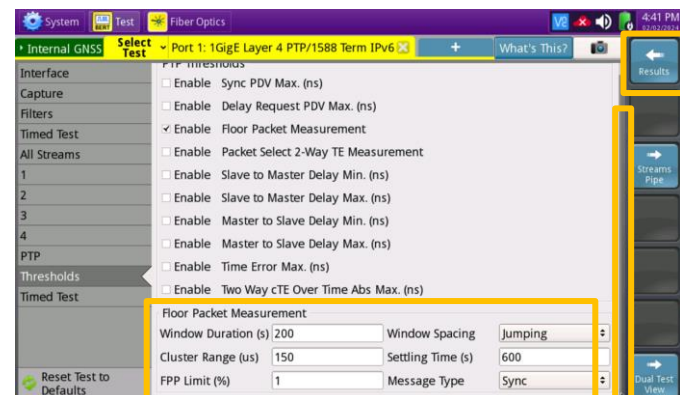 System Test Fiber Optics 4:41 PM
Internal GNSS Select Test Port 1: 1GigE Layer 4 PTP/1588 Term IPv6 + What's This?
Results
Interface
Capture
Filters
Timed Test
All Streams
1
2
3
4
PTP
Thresholds
Timed Test
Reset Test to
Defaults
PTP Thresholds
Enable Sync PDV Max. (ns)
Enable Delay Request PDV Max. (ns)
Enable Floor Packet Measurement
Enable Packet Select 2-Way TE Measurement
Enable Slave to Master Delay Min. (ns)
Enable Slave to Master Delay Max. (ns)
Enable Master to Slave Delay Min. (ns)
Enable Master to Slave Delay Max. (ns)
Enable Time Error Max. (ns)
Enable Two Way cTE Over Time Abs Max. (ns)
Floor Packet Measurement
Window Duration (s) 200 Window Spacing Jumping
Cluster Range (us) 150 Settling Time (s) 600
FPP Limit (%) 1 Message Type Sync
Streams
Pipe
Dual Test
View